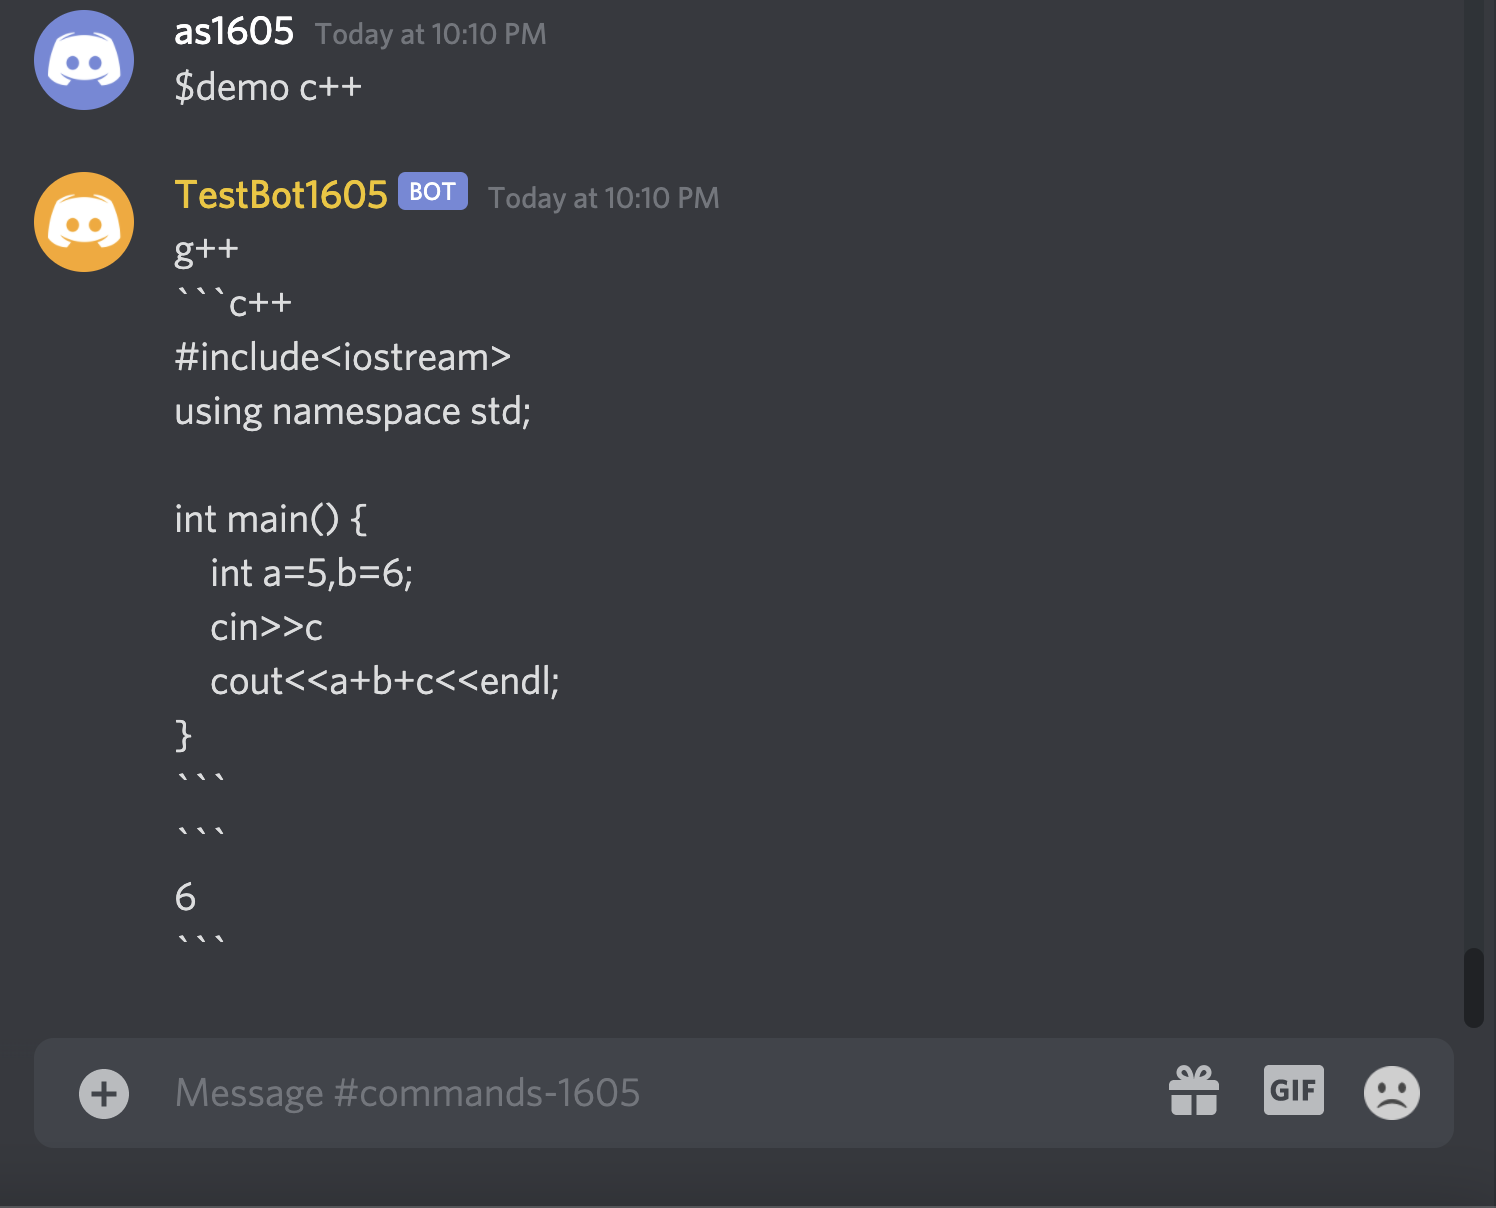 as1605 Today at 10:10 PM
$demo c++
TestBot1605 BOT Today at 10:10 PM
g++
```c++
#include<iostream>
using namespace std;
int main() {
    int a=5,b=6;
    cin>>c
    cout<<a+b+c<<endl;
}
```
```
6
```
Message #commands-1605
GIF